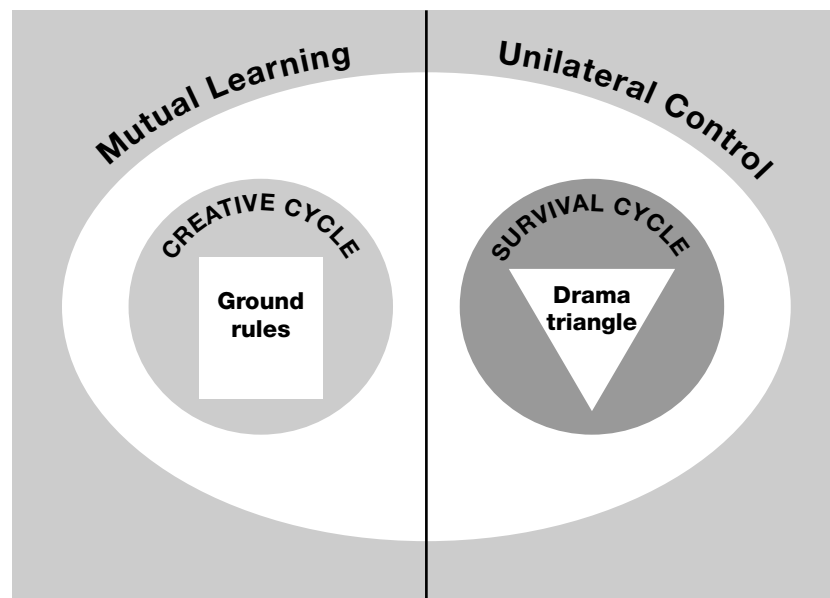 Mutual Learning
Unilateral Control
CREATIVE CYCLE
Ground
rules
SURVIVAL CYCLE
Drama
triangle